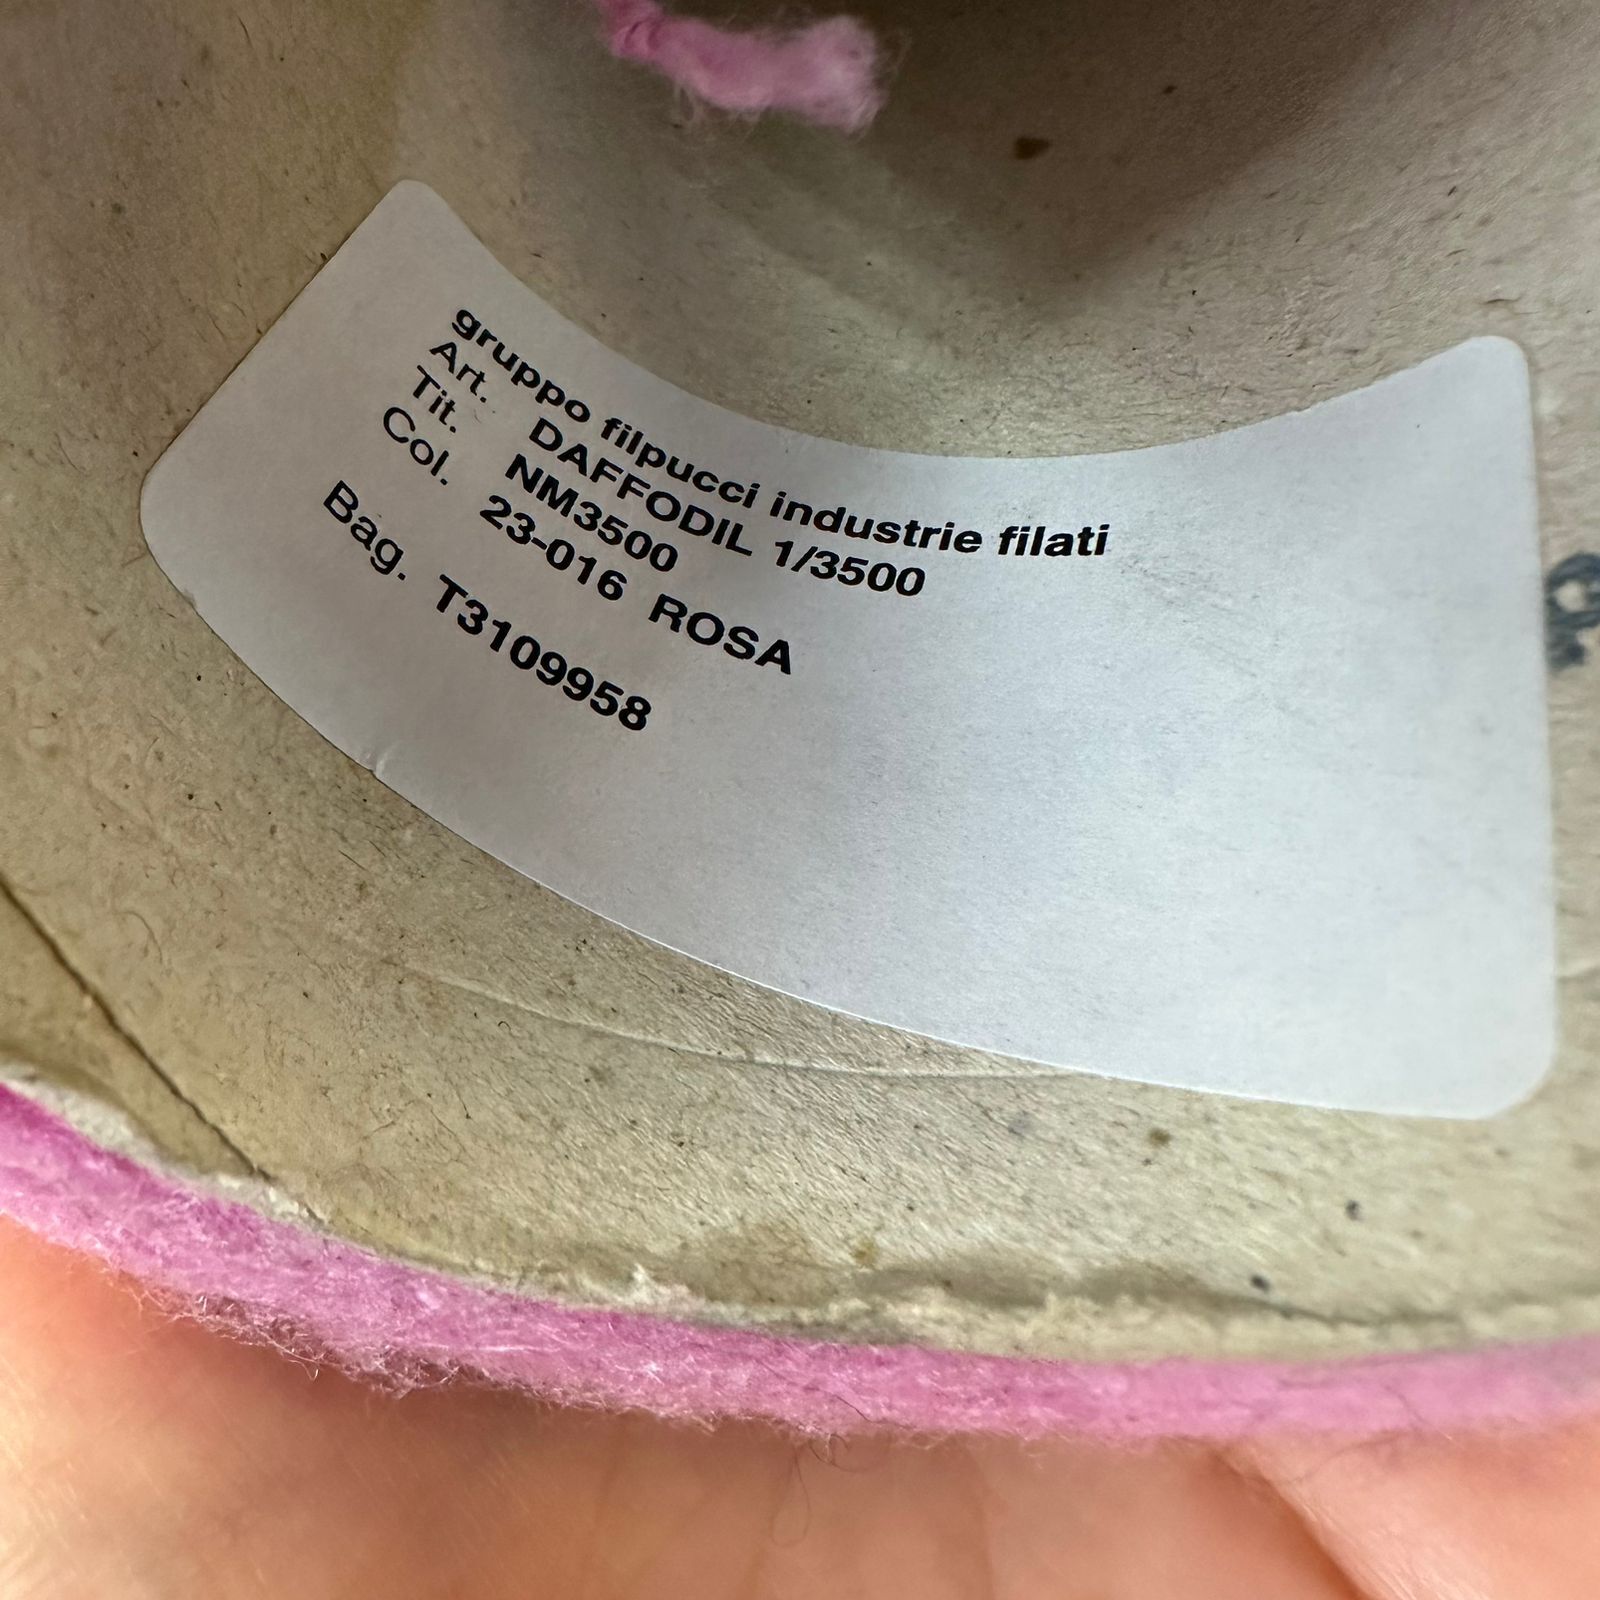 gruppo filpucci industrie filati
Art. DAFFODIL 1/3500
Tit. NM3500
Col. 23-016 ROSA
Bag. T3109958